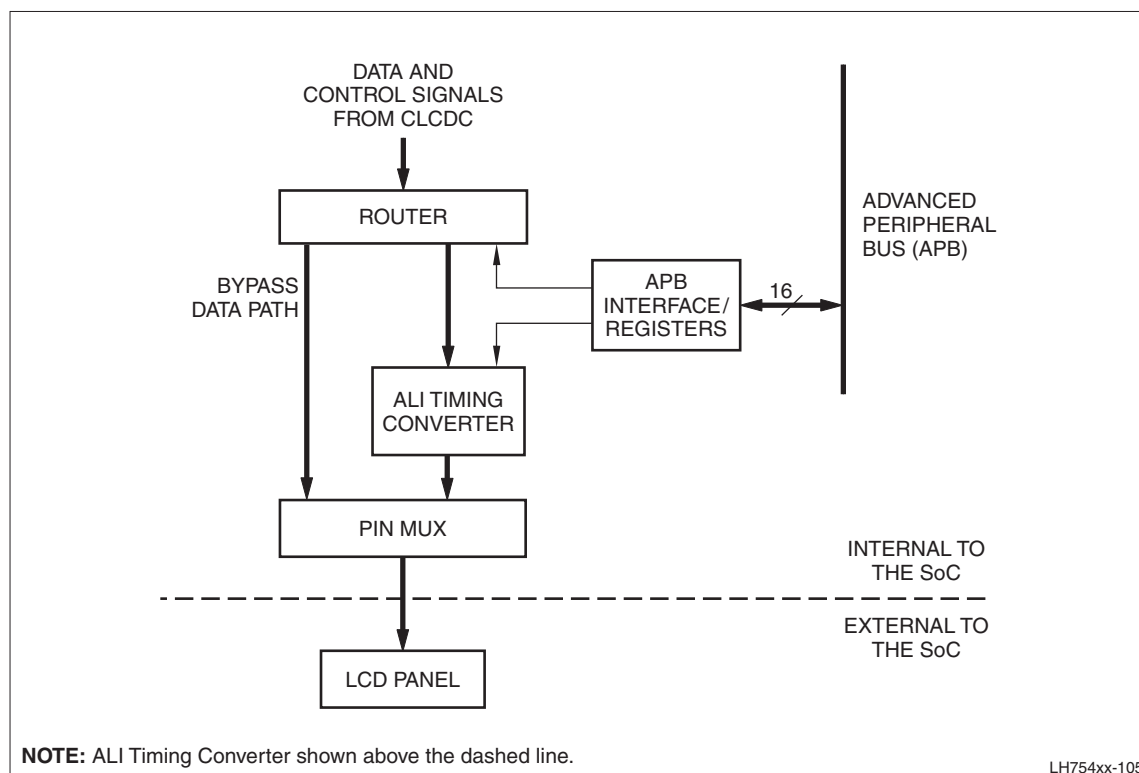 DATA AND
CONTROL SIGNALS
FROM CLCDC
ROUTER
ADVANCED
PERIPHERAL
BUS (APB)
BYPASS
DATA PATH
APB
INTERFACE/
REGISTERS
16
ALI TIMING
CONVERTER
PIN MUX
INTERNAL TO
THE SoC
EXTERNAL TO
THE SoC
LCD PANEL
NOTE: ALI Timing Converter shown above the dashed line.
LH754xx-105